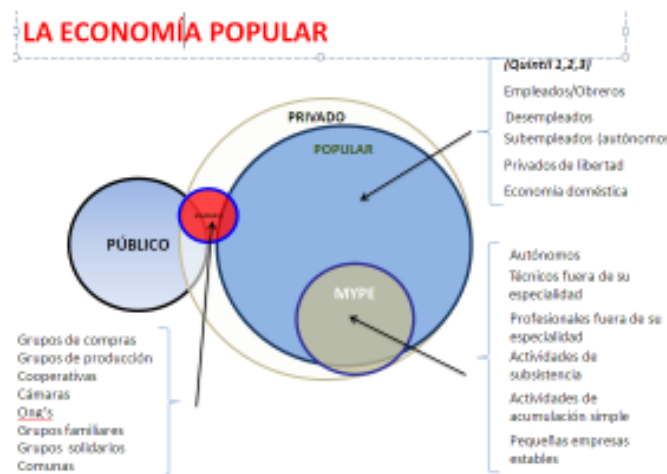 LA ECONOMÍA POPULAR
(Quintil 1,2,3)
Empleados/Obreros
Desempleados
Subempleados (autónomos
Privados de libertad
Economía doméstica
PRIVADO
POPULAR
PÚBLICO
MYPE
Autónomos
Técnicos fuera de su
especialidad
Profesionales fuera de su
especialidad
Actividades de
subsistencia
Actividades de
acumulación simple
Pequeñas empresas
estables
Grupos de compras
Grupos de producción
Cooperativas
Cámaras
Ong's
Grupos familiares
Grupos solidarios
Comunas